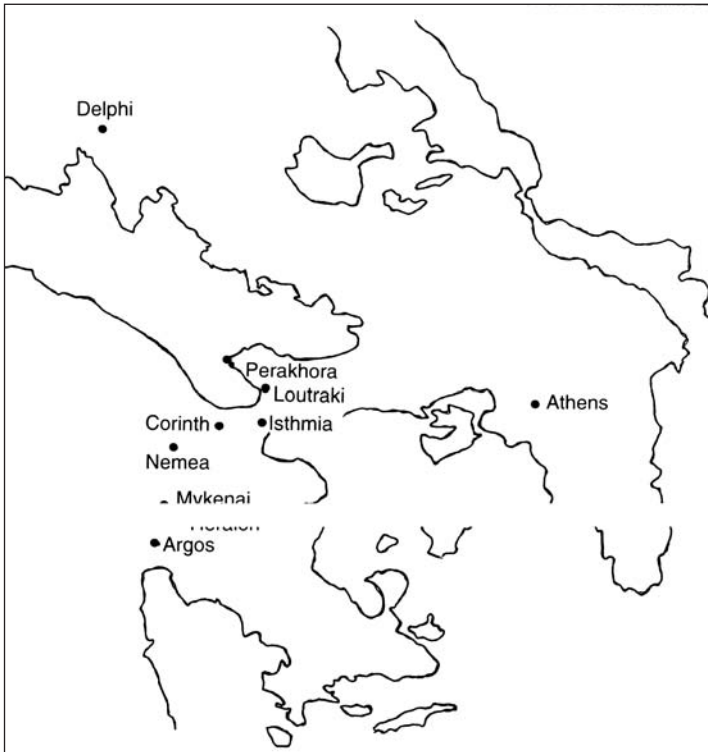 Delphi
Perakhora
Loutraki
Athens
Corinth
Isthmia
Nemea
Mykenai
Argos